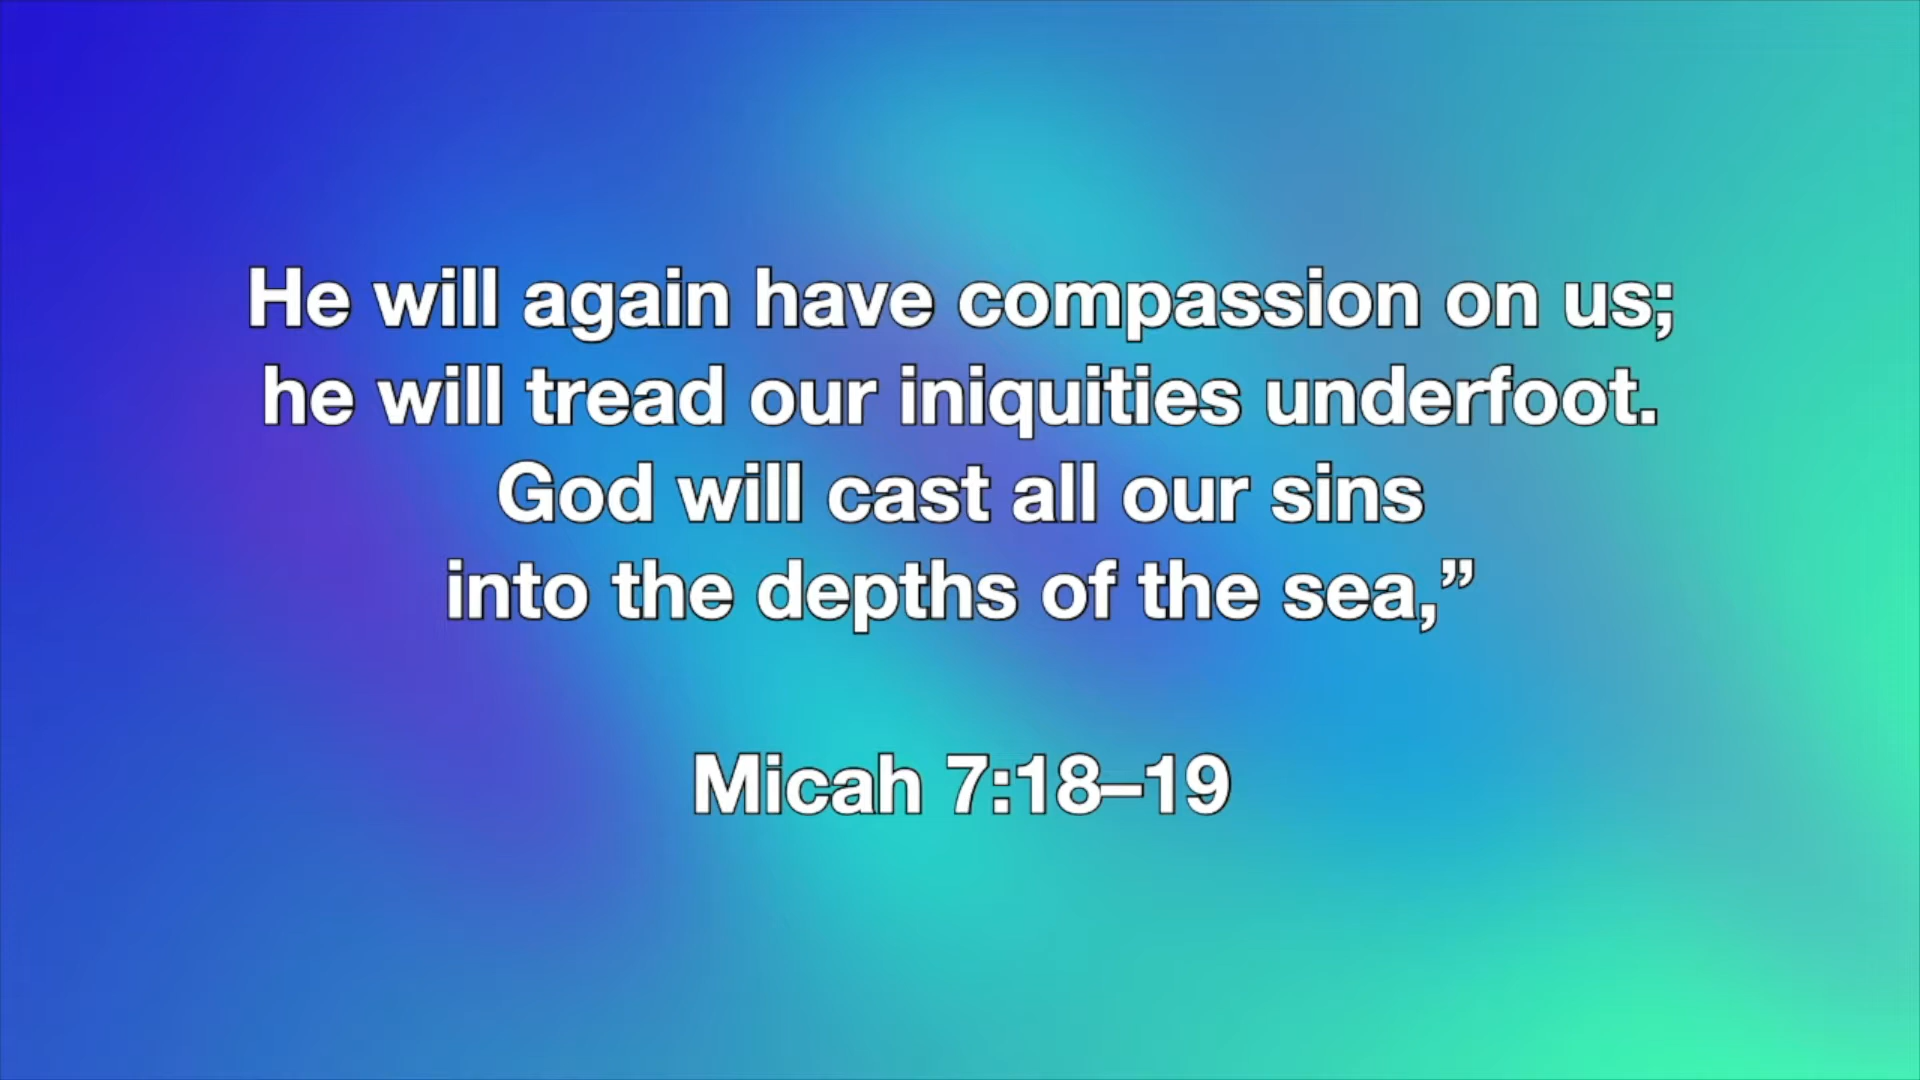 He will again have compassion on us;
he will tread our iniquities underfoot.
God will cast all our sins
into the depths of the sea,”
Micah 7:18–19